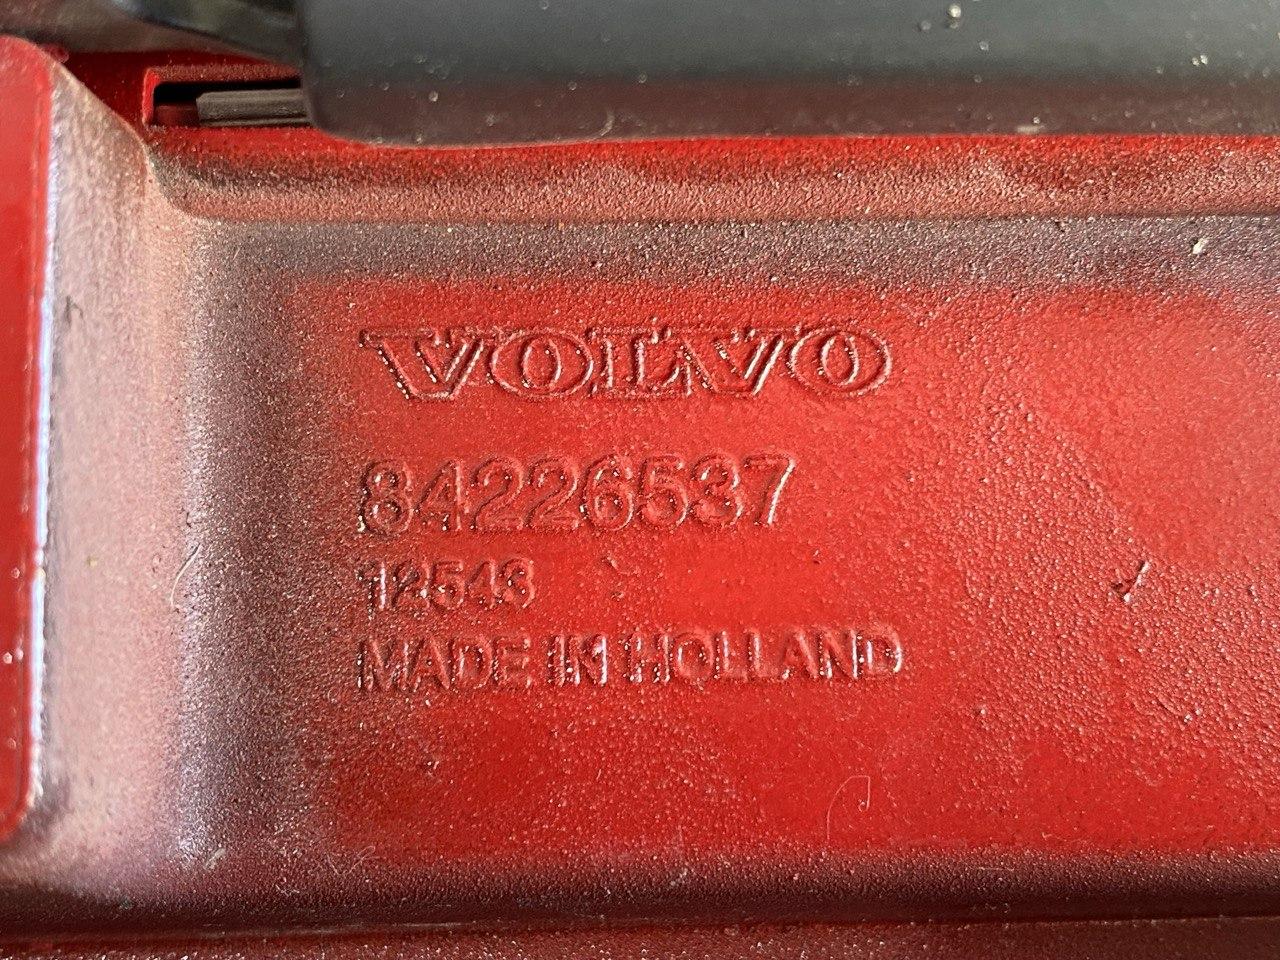 VOLVO
84226537
12543
MADE IN HOLLAND